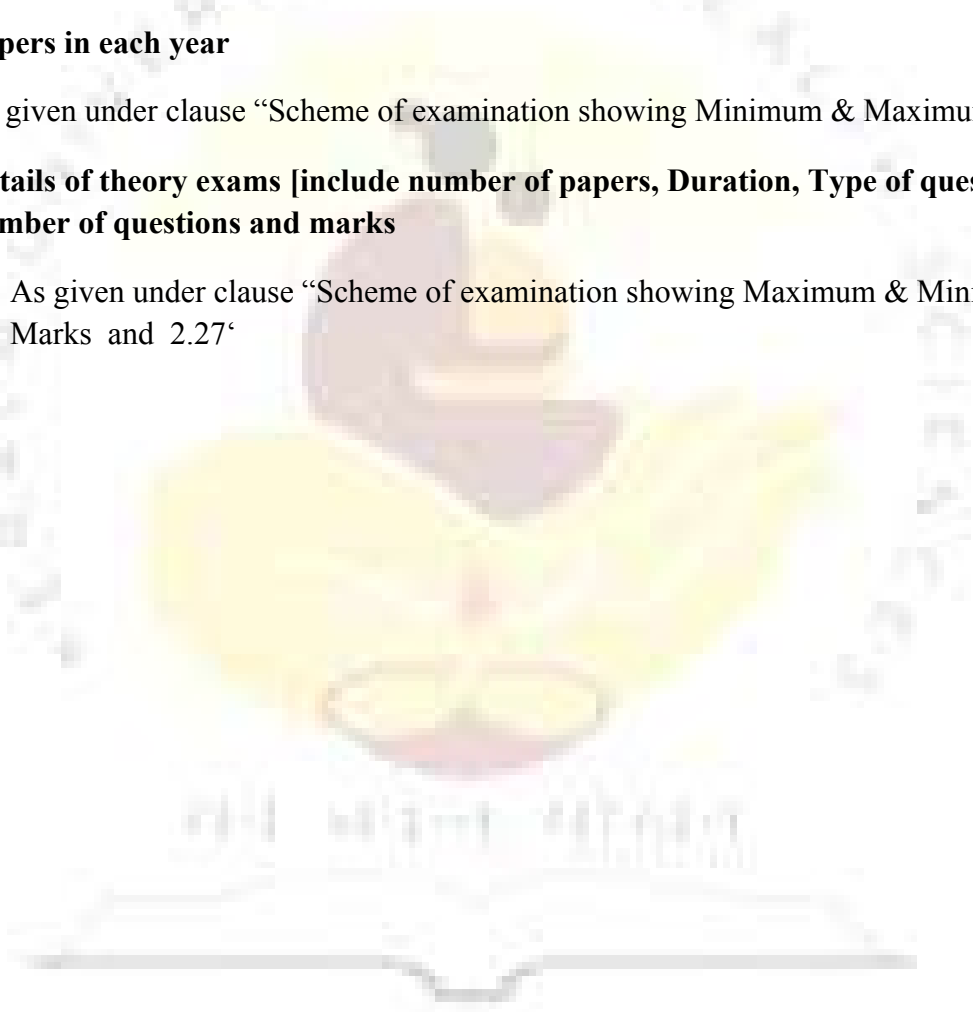 pers in each year
given under clause “Scheme of examination showing Minimum & Maximu
tails of theory exams [include number of papers, Duration, Type of ques
mber of questions and marks
As given under clause “Scheme of examination showing Maximum & Mini
Marks and 2.27‘